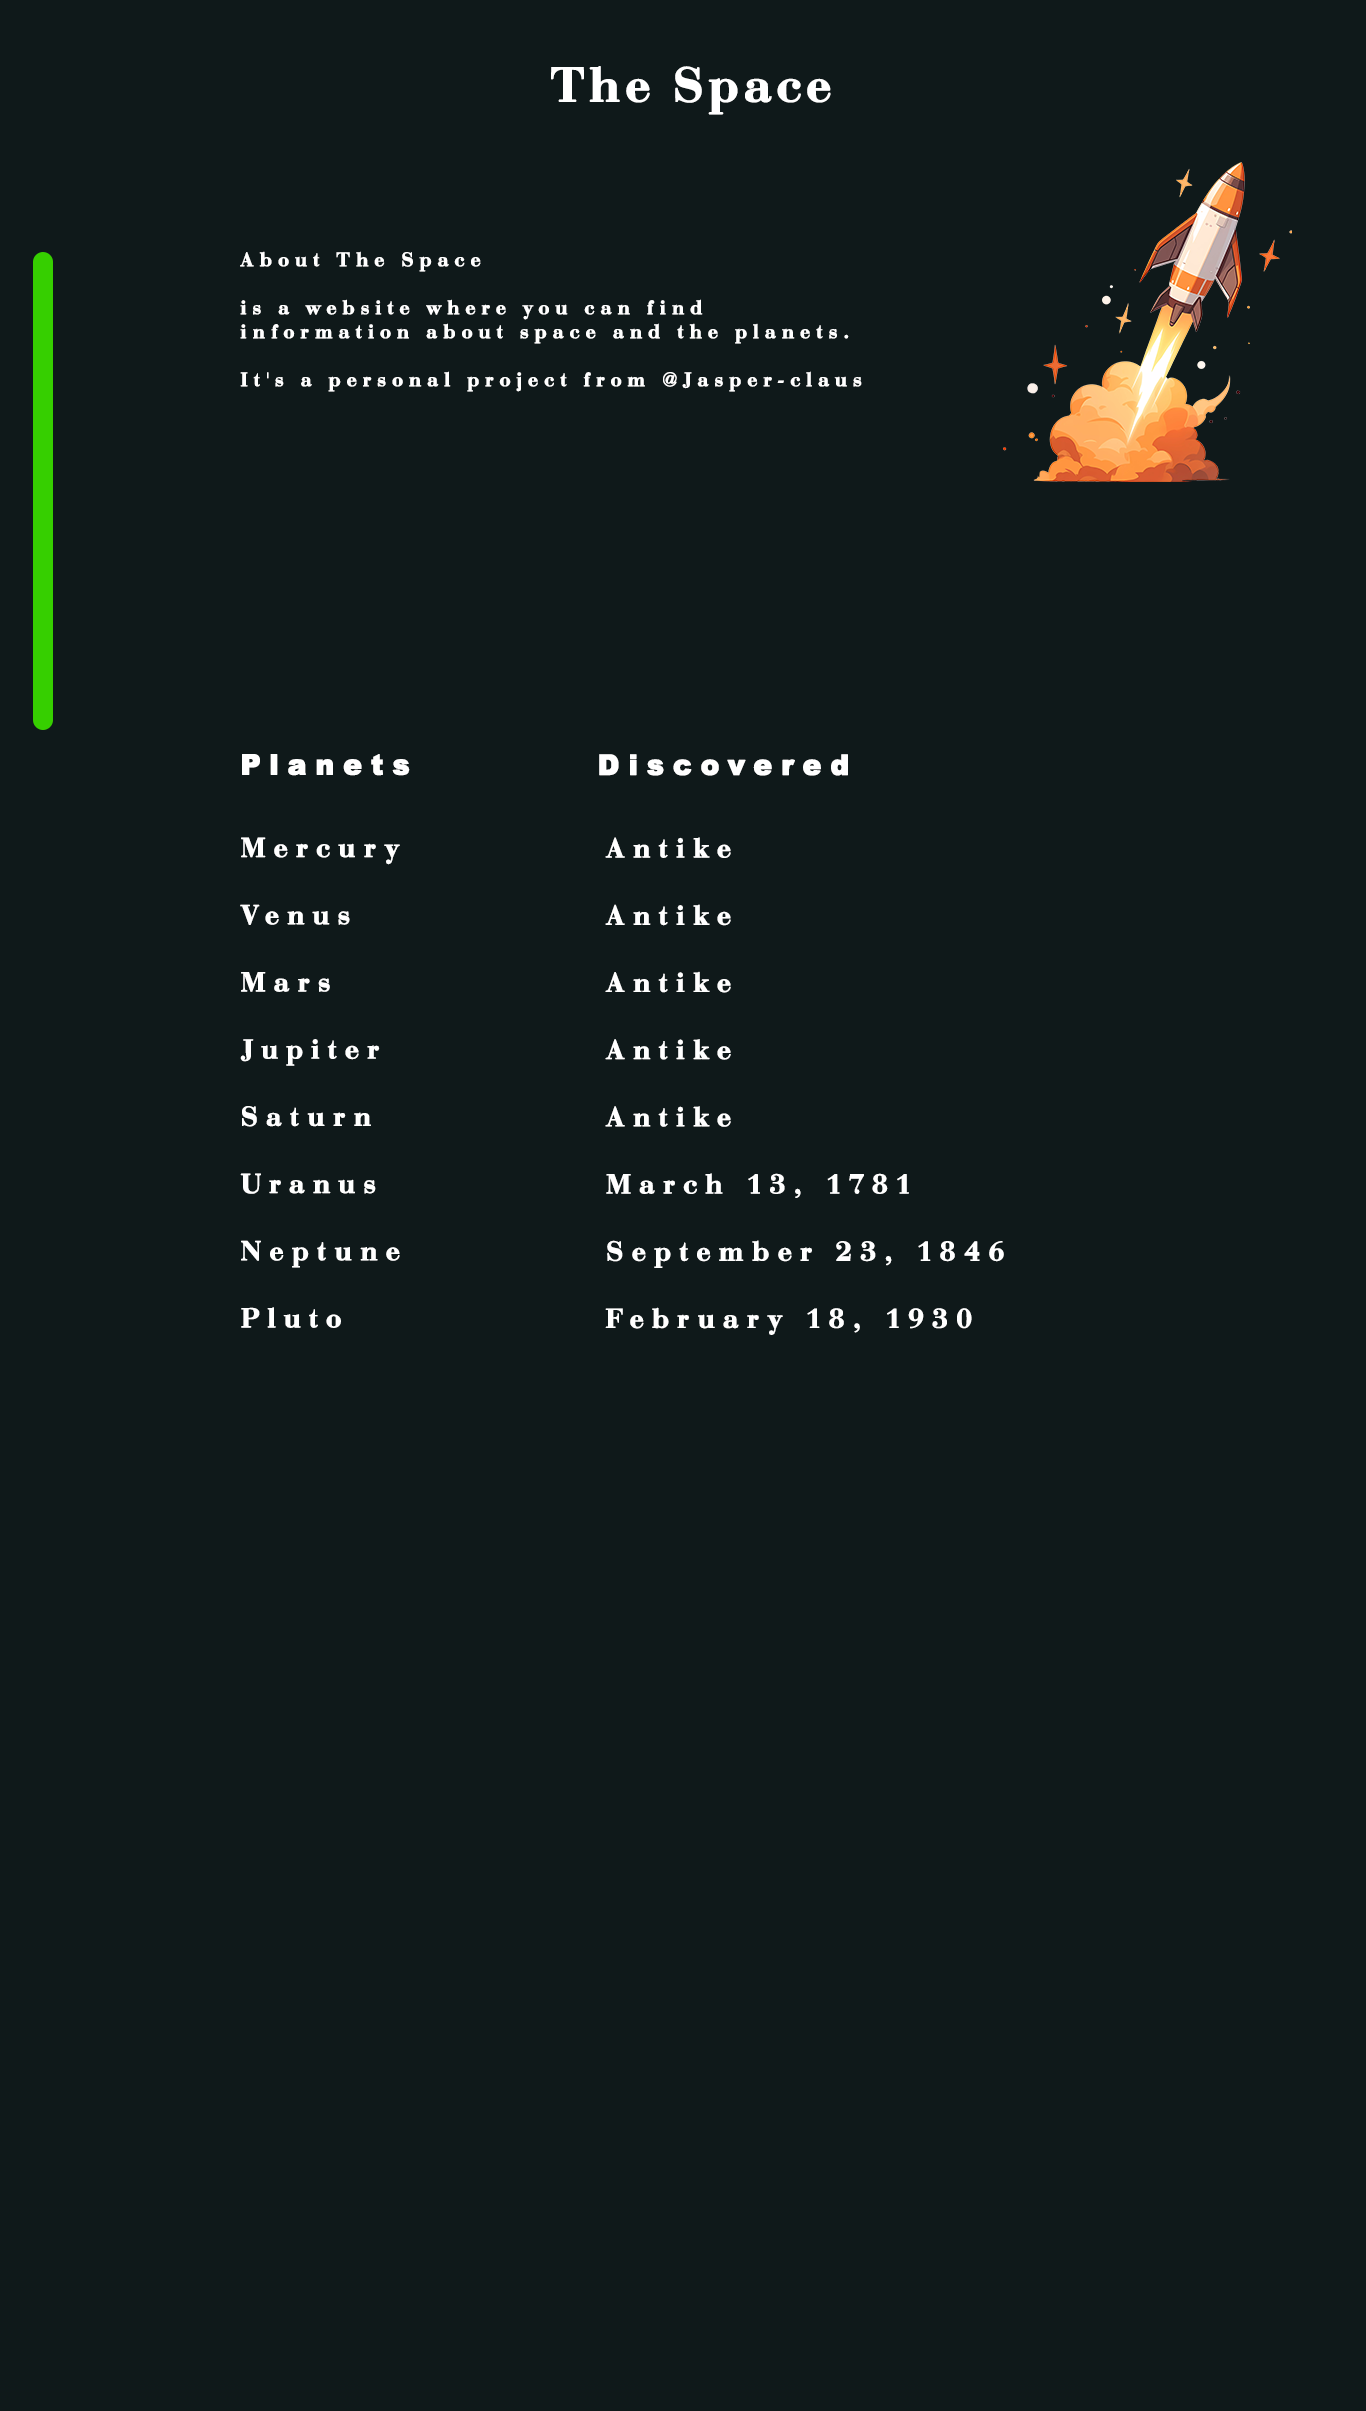 The Space
About The Space
is a website where you can find
information about space and the planets.
It's a personal project from @Jasper-claus
Planets Discovered
Mercury Antike
Venus Antike
Mars Antike
Jupiter Antike
Saturn Antike
Uranus March 13, 1781
Neptune September 23, 1846
Pluto February 18, 1930